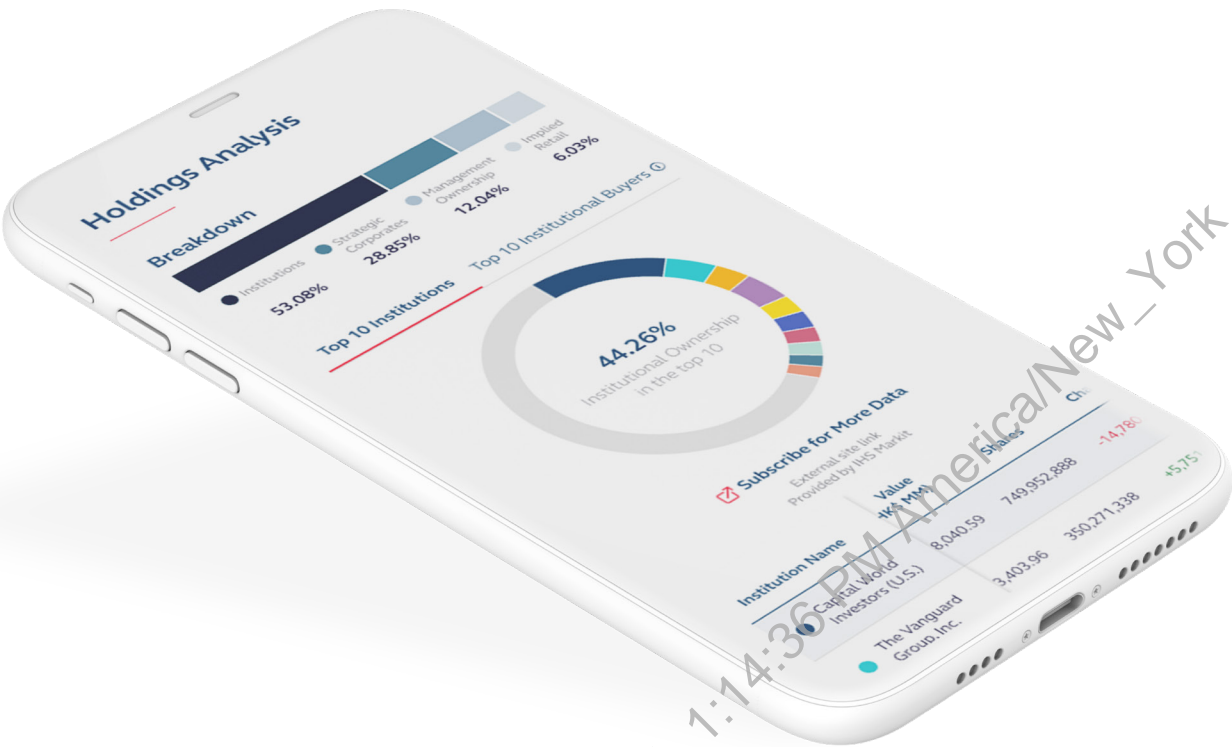 Holdings Analysis
Breakdown
Institutions
53.08%
Strategic
Corporates
28.85%
Management
Ownership
12.04%
Implied
Retail
6.03%
Top 10 Institutions
Top 10 Institutional Buyers
44.26%
Institutional Ownership
in the top 10
Subscribe for More Data
External site link
Provided by IHS Markit
Institution Name
Value
HK$ MM)
Shares
Capital World
Investors (U.S.)
8,040.59
749,952,888
-14,780
The Vanguard
Group, Inc.
3,403.96
350,271,338
+5,751
1:14:36 PM America/New_York